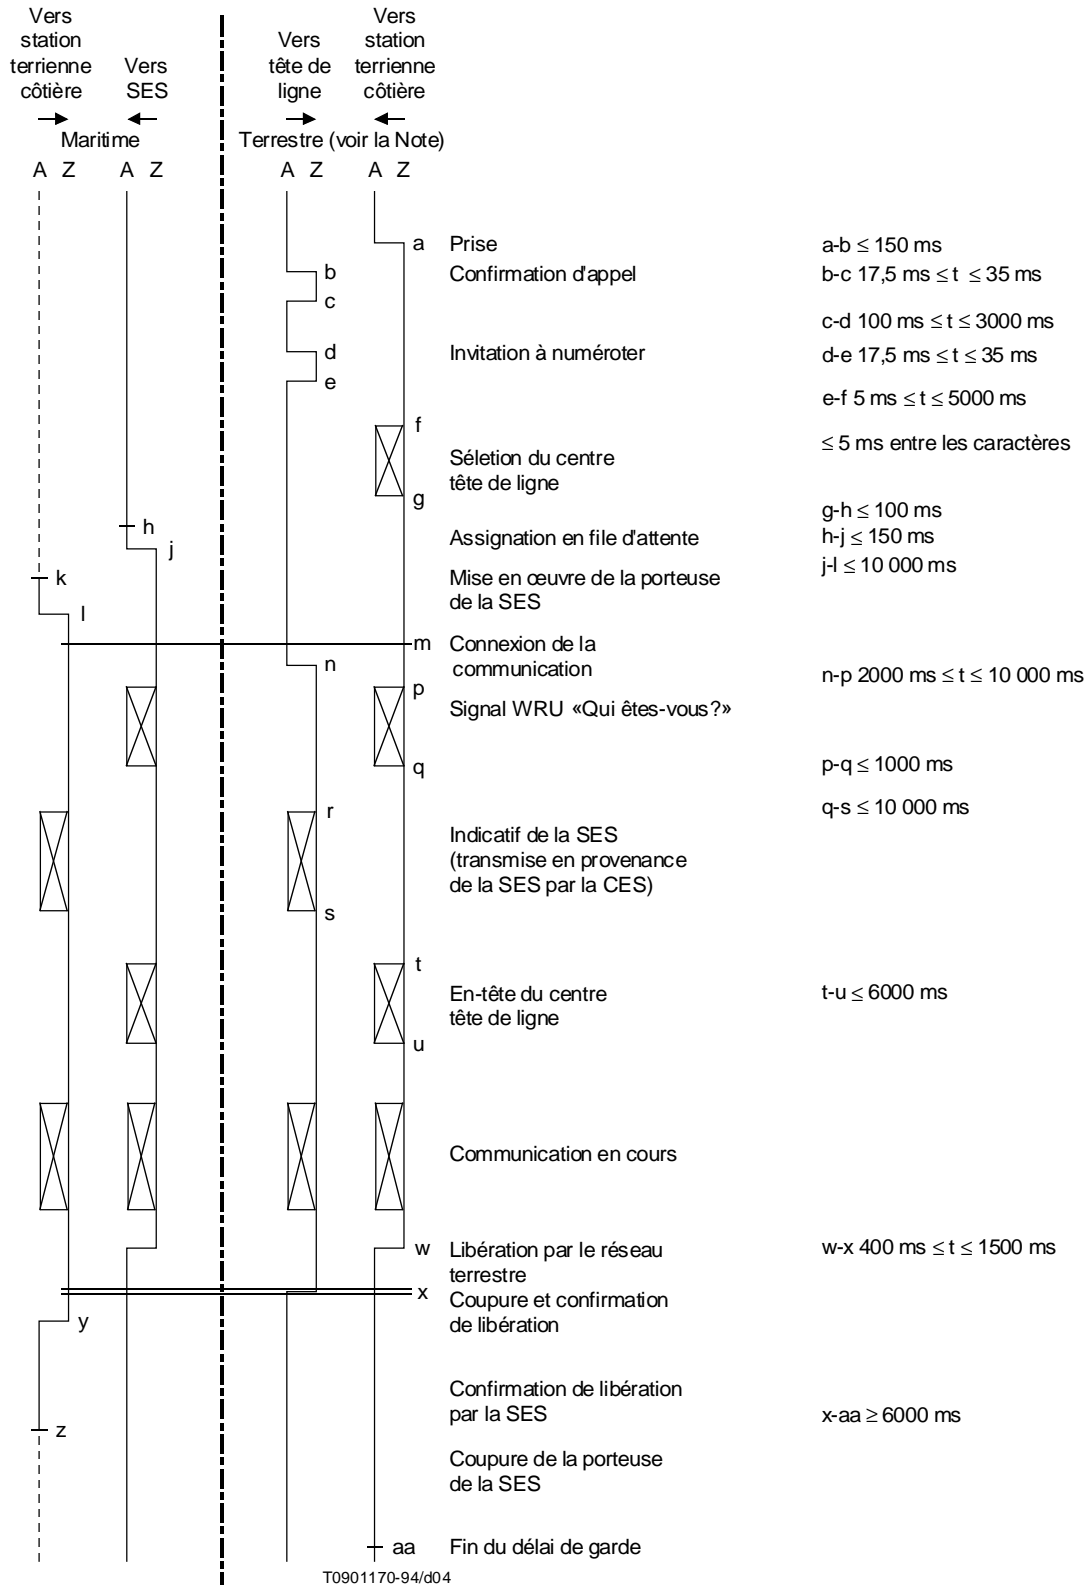 Vers
station
terrienne
côtière
Vers
SES
Vers
tête de
ligne
Vers
station
terrienne
côtière
Maritime
Terrestre (voir la Note)
A Z A Z A Z A Z
a Prise a-b ≤ 150 ms
b Confirmation d'appel b-c 17,5 ms ≤ t ≤ 35 ms
c
c-d 100 ms ≤ t ≤ 3000 ms
d Invitation à numéroter d-e 17,5 ms ≤ t ≤ 35 ms
e
e-f 5 ms ≤ t ≤ 5000 ms
f
≤ 5 ms entre les caractères
Séletion du centre
tête de ligne
g
g-h ≤ 100 ms
h
Assignation en file d'attente h-j ≤ 150 ms
j
j-l ≤ 10 000 ms
k Mise en œuvre de la porteuse
de la SES
l
m Connexion de la
communication
n
n-p 2000 ms ≤ t ≤ 10 000 ms
p
Signal WRU «Qui êtes-vous?»
q p-q ≤ 1000 ms
r q-s ≤ 10 000 ms
Indicatif de la SES
(transmise en provenance
de la SES par la CES)
s
t
En-tête du centre
tête de ligne
t-u ≤ 6000 ms
u
Communication en cours
w Libération par le réseau
terrestre
w-x 400 ms ≤ t ≤ 1500 ms
x Coupure et confirmation
de libération
y
Confirmation de libération
par la SES
x-aa ≥ 6000 ms
z
Coupure de la porteuse
de la SES
aa Fin du délai de garde
T0901170-94/d04